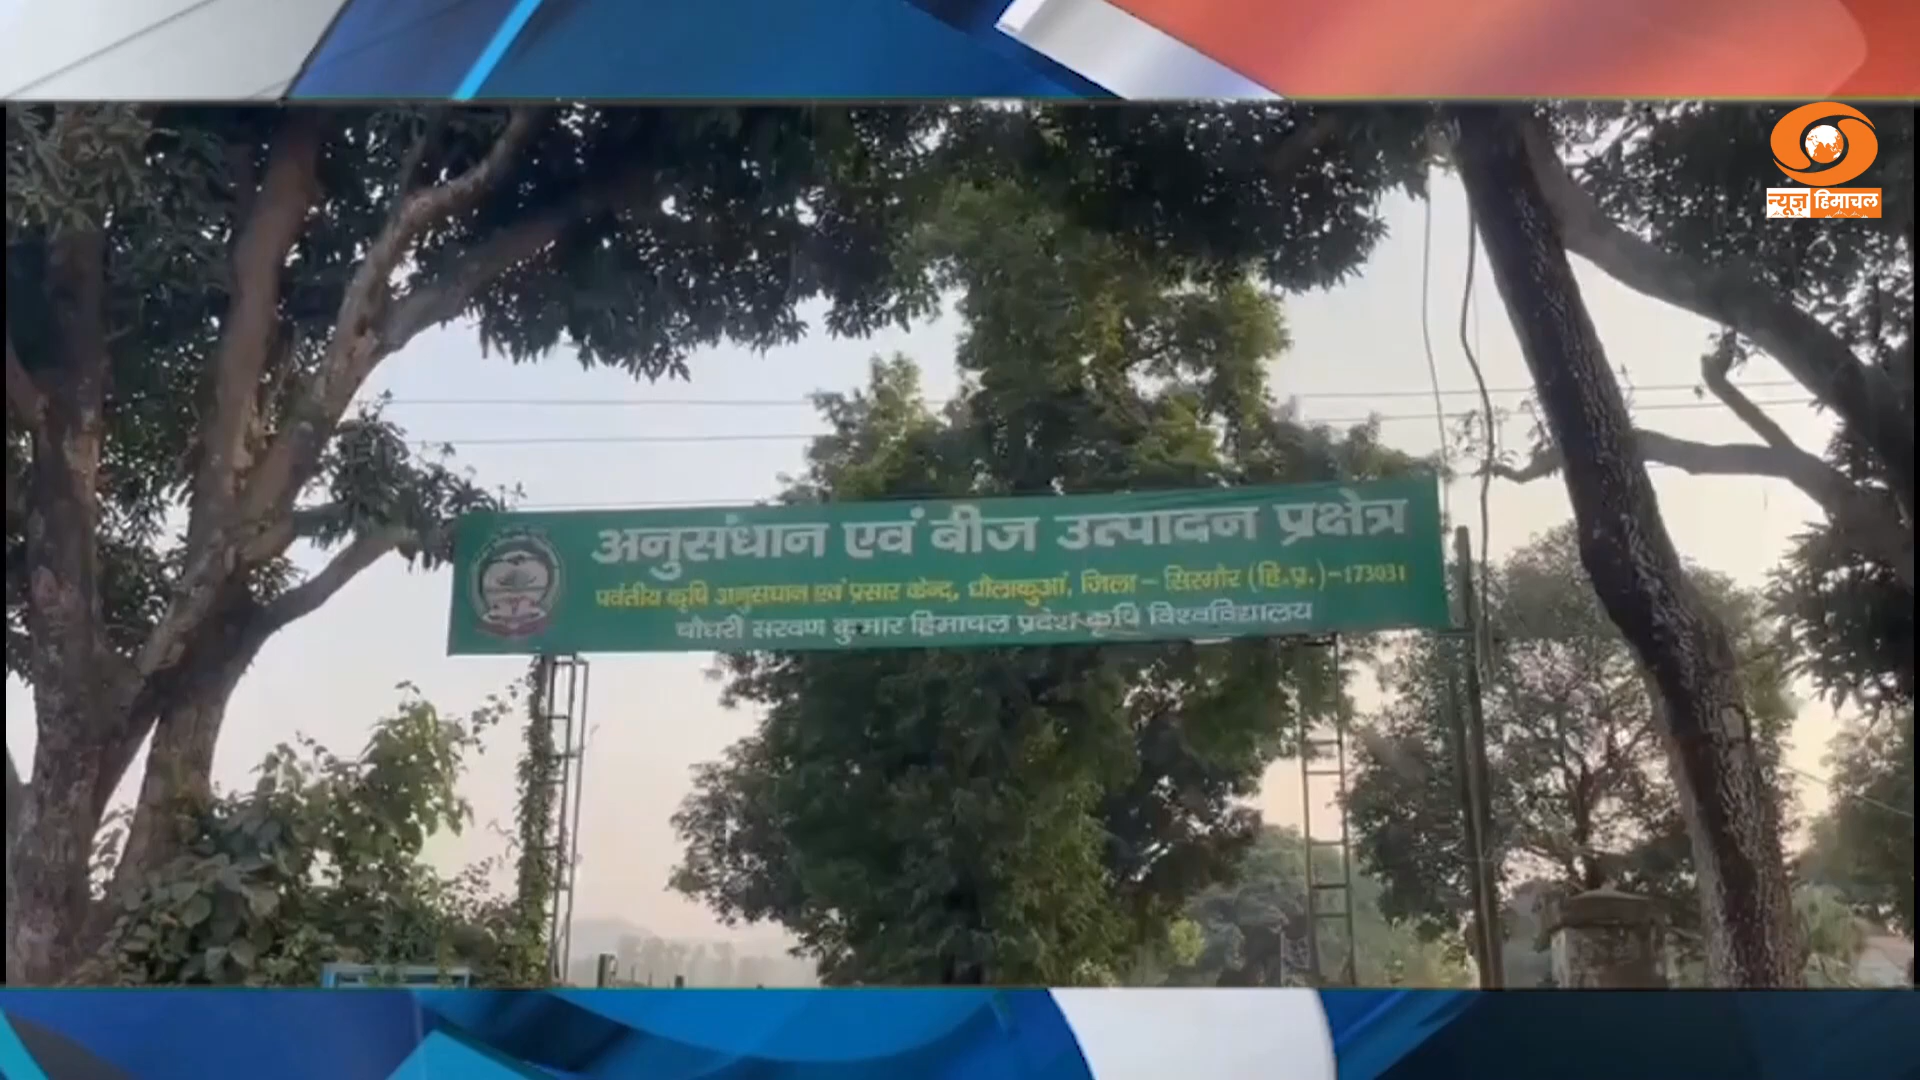 न्यूज़ हिमाचल
अनुसंधान एवं बीज उत्पादन प्रक्षेत्र
पर्वतीय कृषि अनुसंधान एवं प्रसार केन्द्र, धौलाकुआं, जिला - सिरमौर (हि.प्र.)-173031
चौधरी सरवण कुमार हिमाचल प्रदेश कृषि विश्वविद्यालय